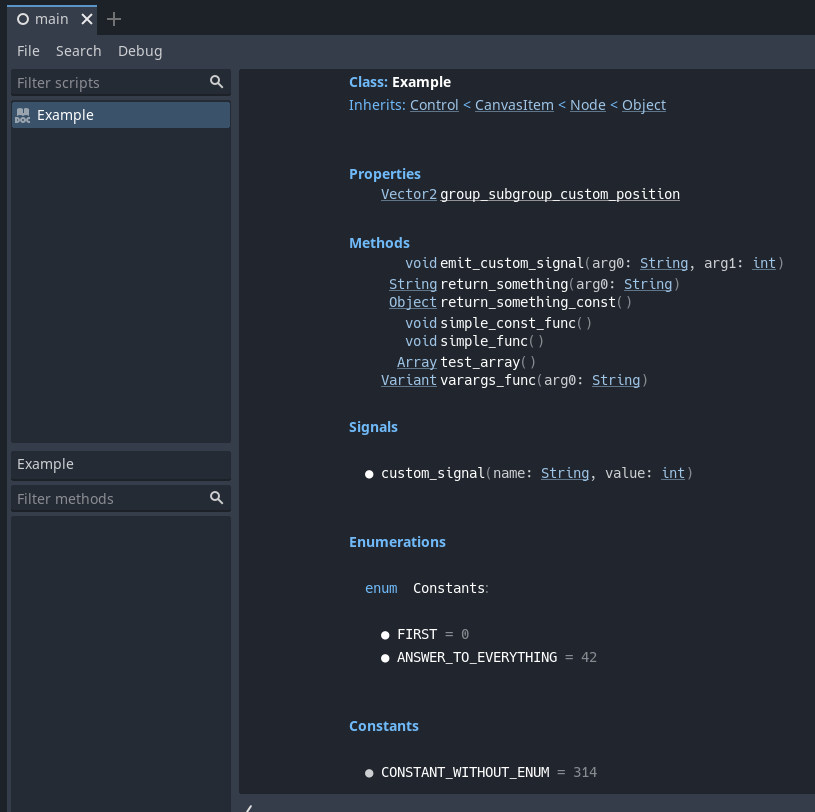 main
File Search Debug
Filter scripts
Example
Example
Filter methods
Class: Example
Inherits: Control < CanvasItem < Node < Object
Properties
Vector2 group_subgroup_custom_position
Methods
void emit_custom_signal(arg0: String, arg1: int)
String return_something(arg0: String)
Object return_something_const()
void simple_const_func()
void simple_func()
Array test_array()
Variant varargs_func(arg0: String)
Signals
● custom_signal(name: String, value: int)
Enumerations
enum Constants:
● FIRST = 0
● ANSWER_TO_EVERYTHING = 42
Constants
● CONSTANT_WITHOUT_ENUM = 314